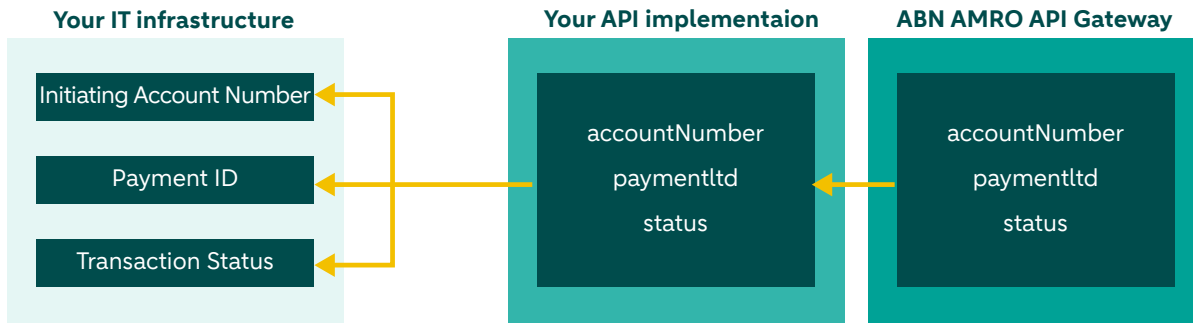 Your IT infrastructure
Initiating Account Number
Payment ID
Transaction Status
Your API implementaion
accountNumber
paymentltd
status
ABN AMRO API Gateway
accountNumber
paymentltd
status